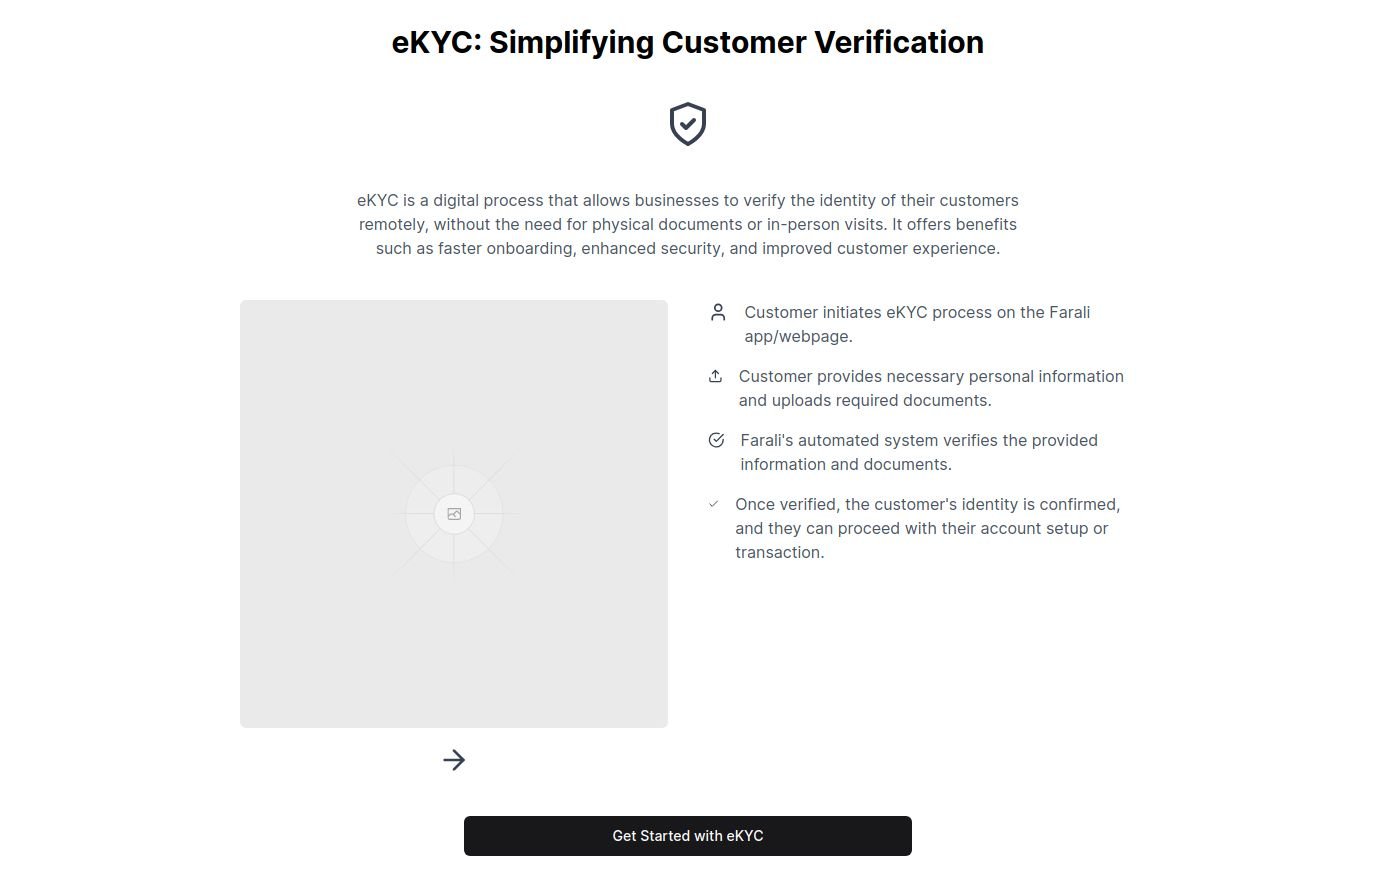 eKYC: Simplifying Customer Verification
eKYC is a digital process that allows businesses to verify the identity of their customers
remotely, without the need for physical documents or in-person visits. It offers benefits
such as faster onboarding, enhanced security, and improved customer experience.
Customer initiates eKYC process on the Farali
app/webpage.
Customer provides necessary personal information
and uploads required documents.
Farali's automated system verifies the provided
information and documents.
Once verified, the customer's identity is confirmed,
and they can proceed with their account setup or
transaction.
Get Started with eKYC